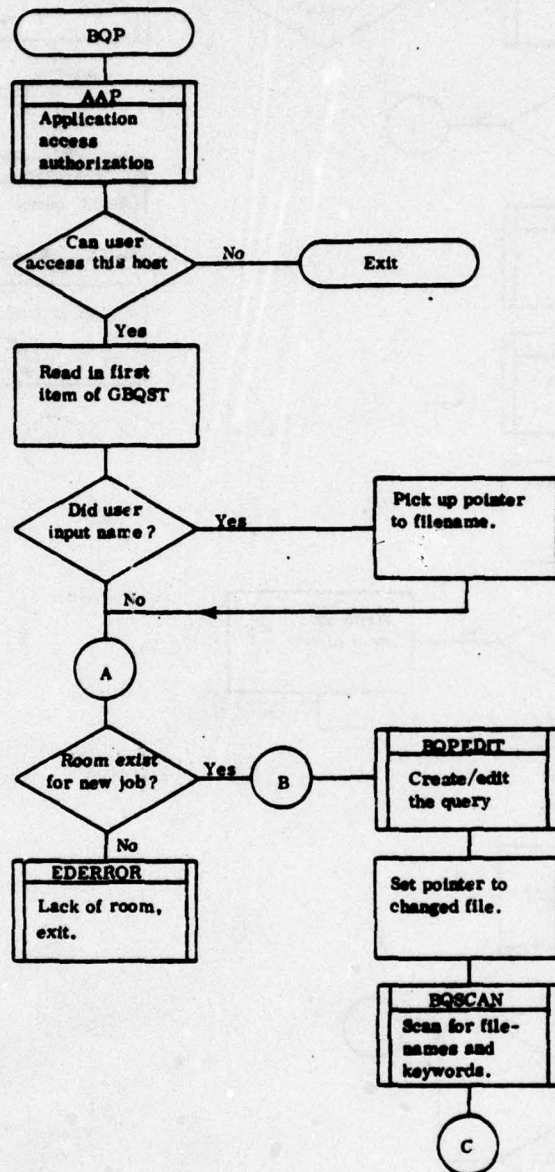 BQP
AAP
Application
access
authorization
Can user
access this host
No
Exit
Yes
Read in first
item of GBQST
Did user
input name?
Yes
Pick up pointer
to filename.
No
A
Room exist
for new job?
Yes
B
BQPEDIT
Create/edit
the query
No
EDERROR
Lack of room,
exit.
Set pointer to
changed file.
BQSCAN
Scan for file-
names and
keywords.
C